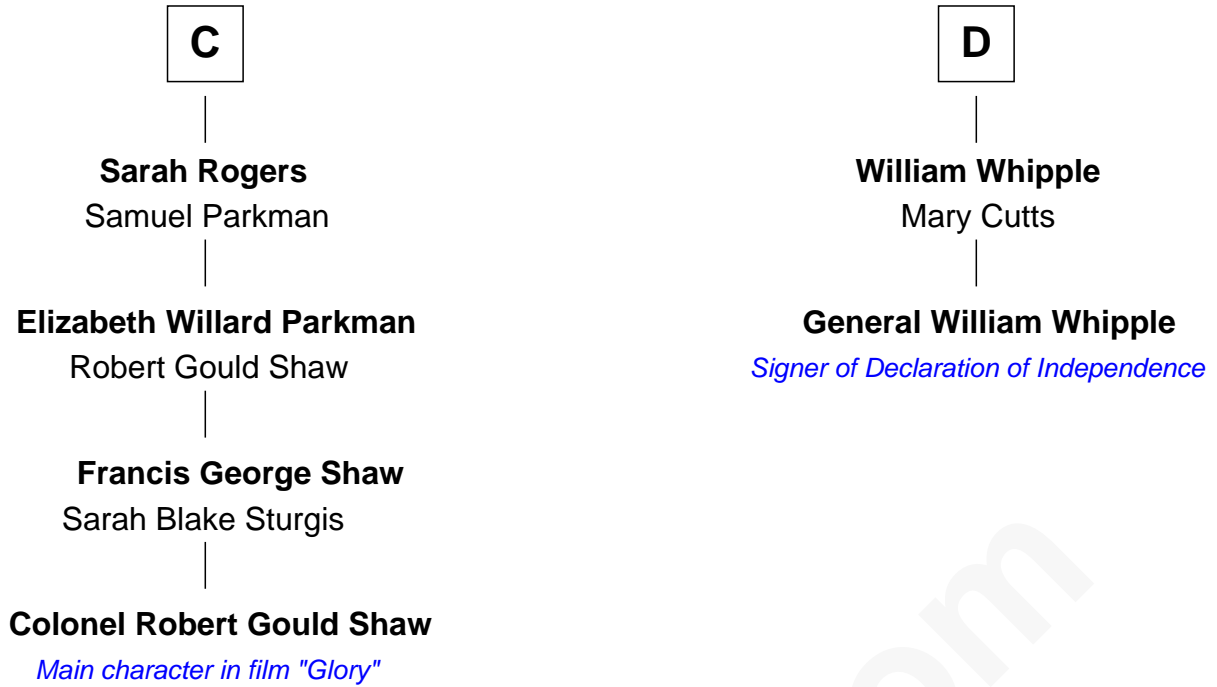 C
Sarah Rogers
Samuel Parkman
Elizabeth Willard Parkman
Robert Gould Shaw
Francis George Shaw
Sarah Blake Sturgis
Colonel Robert Gould Shaw
Main character in film "Glory"
D
William Whipple
Mary Cutts
General William Whipple
Signer of Declaration of Independence
om